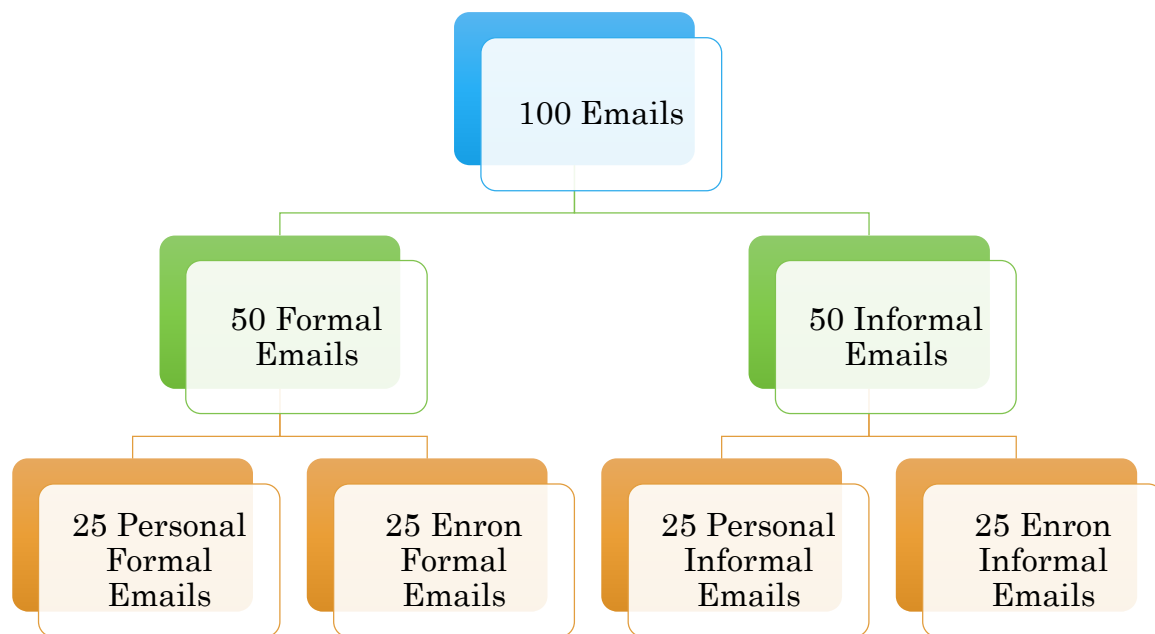 100 Emails
50 Formal
Emails
50 Informal
Emails
25 Personal
Formal
Emails
25 Enron
Formal
Emails
25 Personal
Informal
Emails
25 Enron
Informal
Emails